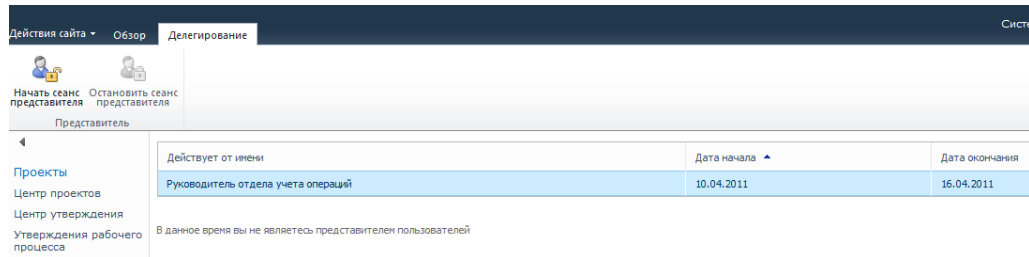 Систе
Действия сайта Обзор Делегирование
Начать сеанс представителя
Остановить сеанс представителя
Представитель
Проекты
Центр проектов
Центр утверждения
Утверждения рабочего
процесса
Действует от имени Дата начала Дата окончания
Руководитель отдела учета операций 10.04.2011 16.04.2011
В данное время вы не являетесь представителем пользователей